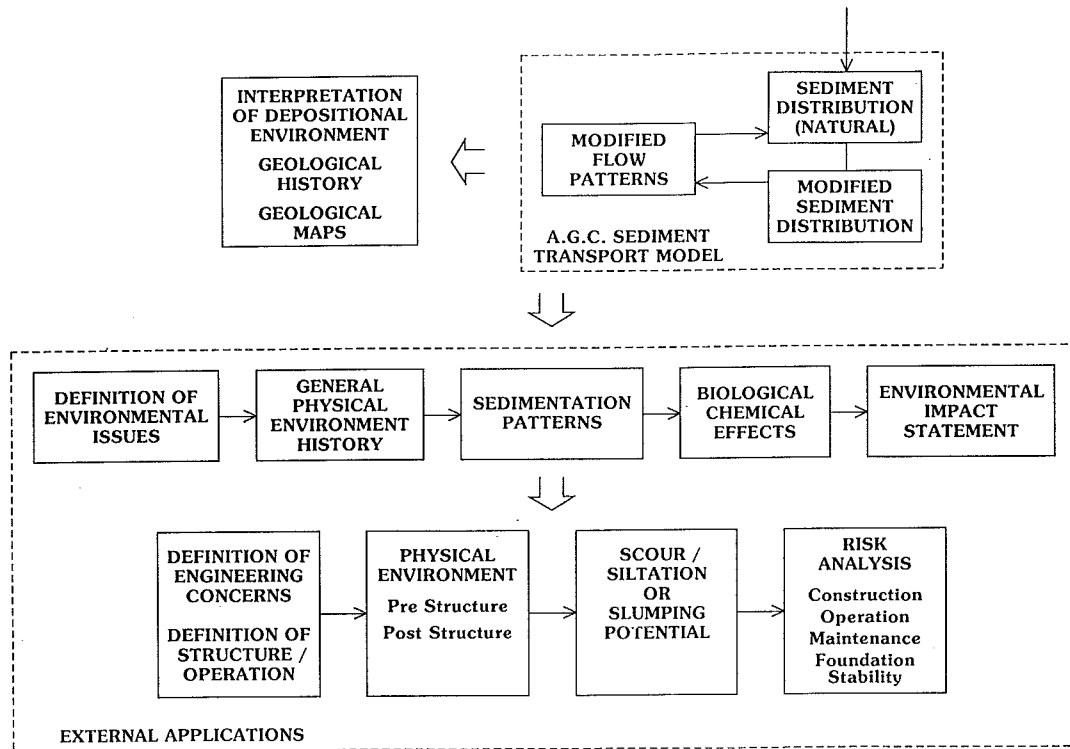 INTERPRETATION
OF DEPOSITIONAL
ENVIRONMENT
GEOLOGICAL
HISTORY
GEOLOGICAL
MAPS
MODIFIED
FLOW
PATTERNS
SEDIMENT
DISTRIBUTION
(NATURAL)
MODIFIED
SEDIMENT
DISTRIBUTION
A.G.C. SEDIMENT
TRANSPORT MODEL
DEFINITION OF
ENVIRONMENTAL
ISSUES
GENERAL
PHYSICAL
ENVIRONMENT
HISTORY
SEDIMENTATION
PATTERNS
BIOLOGICAL
CHEMICAL
EFFECTS
ENVIRONMENTAL
IMPACT
STATEMENT
DEFINITION OF
ENGINEERING
CONCERNS
DEFINITION OF
STRUCTURE /
OPERATION
PHYSICAL
ENVIRONMENT
Pre Structure
Post Structure
SCOUR /
SILTATION
OR
SLUMPING
POTENTIAL
RISK
ANALYSIS
Construction
Operation
Maintenance
Foundation
Stability
EXTERNAL APPLICATIONS